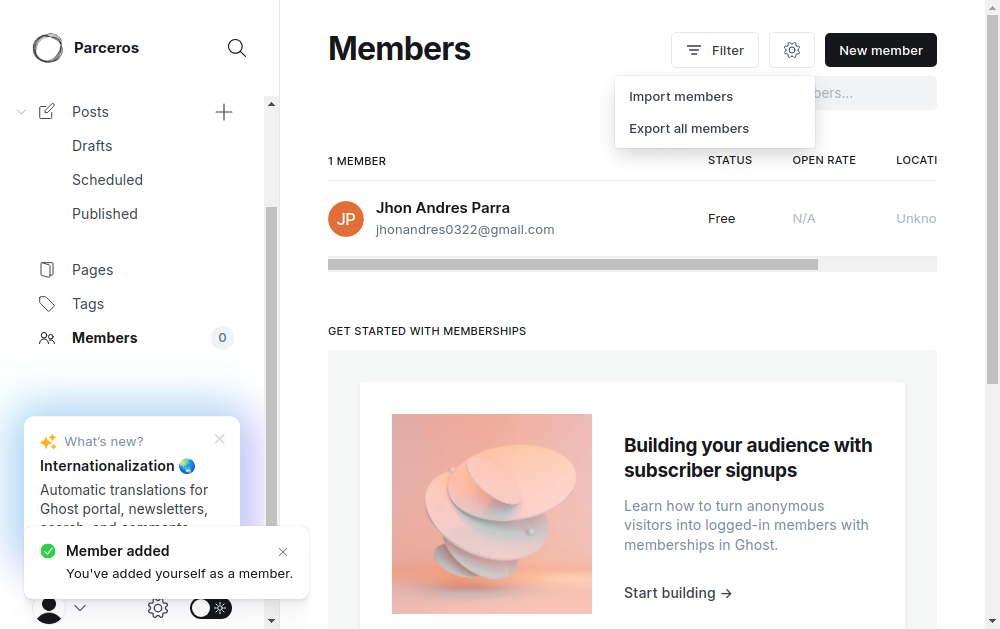 Parceros
Posts
Drafts
Scheduled
Published
Pages
Tags
Members
0
What's new?
Internationalization 🌏
Automatic translations for
Ghost portal, newsletters,
Member added
You've added yourself as a member.
Members
Filter
New member
Import members
Export all members
1 MEMBER
STATUS
OPEN RATE
LOCATI
JP
Jhon Andres Parra
jhonandres0322@gmail.com
Free
N/A
Unkno
GET STARTED WITH MEMBERSHIPS
Building your audience with
subscriber signups
Learn how to turn anonymous
visitors into logged-in members with
memberships in Ghost.
Start building →